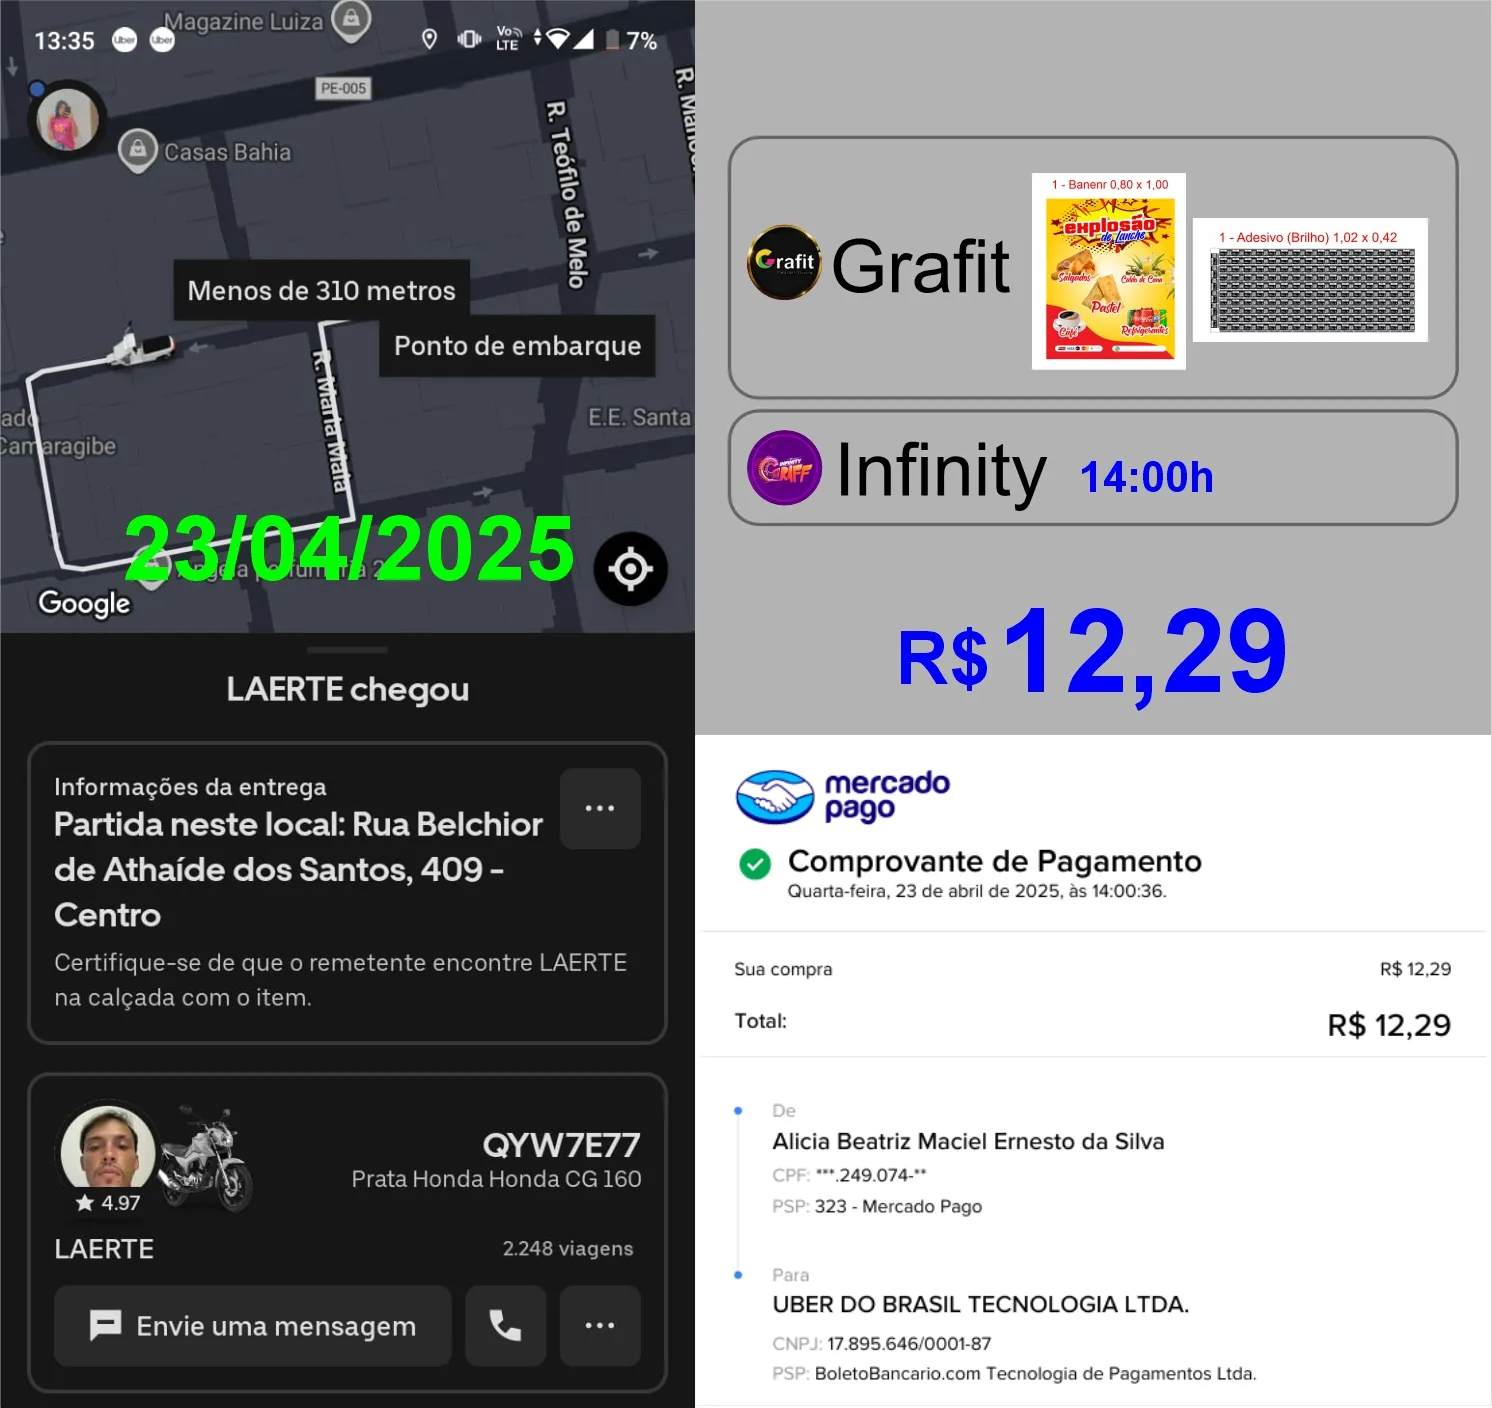 Magazine Luiza
13:35
Uber
Uber
Vo
LTE
7%
PE-005
Casas Bahia
R. Teófilo de Melo
Menos de 310 metros
Ponto de embarque
R. Maria Maia
E.E. Santa
Camaragibe
23/04/2025
Google
LAERTE chegou
Informações da entrega
Partida neste local: Rua Belchior
de Athaíde dos Santos, 409 -
Centro
Certifique-se de que o remetente encontre LAERTE
na calçada com o item.
QYW7E77
Prata Honda Honda CG 160
4.97
LAERTE
2.248 viagens
Envie uma mensagem
Grafit
Grafit
1 - Banenr 0,80 x 1,00
explosão
de Lanche
Salgados
Caldo de Cana
Pastel
Café
Refrigerantes
1 - Adesivo (Brilho) 1,02 x 0,42
INFINITY
GRIFF
Infinity
14:00h
R$ 12,29
mercado
pago
Comprovante de Pagamento
Quarta-feira, 23 de abril de 2025, às 14:00:36.
Sua compra R$ 12,29
Total: R$ 12,29
De
Alicia Beatriz Maciel Ernesto da Silva
CPF: ***.249.074-**
PSP: 323 - Mercado Pago
Para
UBER DO BRASIL TECNOLOGIA LTDA.
CNPJ: 17.895.646/0001-87
PSP: BoletoBancario.com Tecnologia de Pagamentos Ltda.